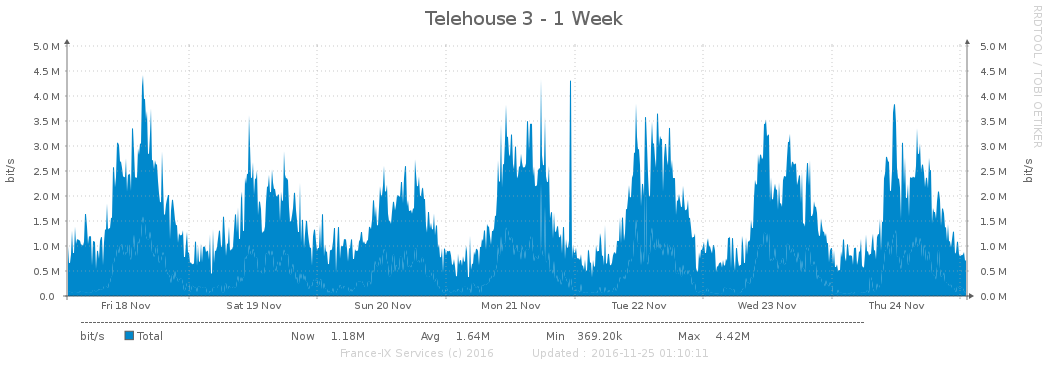 Telehouse 3 - 1 Week
RRDTOOL / TOBI OETIKER
bit/s
5.0 M
4.5 M
4.0 M
3.5 M
3.0 M
2.5 M
2.0 M
1.5 M
1.0 M
0.5 M
0.0
5.0 M
4.5 M
4.0 M
3.5 M
3.0 M
2.5 M
2.0 M
1.5 M
1.0 M
0.5 M
0.0 M
bit/s
Fri 18 Nov Sat 19 Nov Sun 20 Nov Mon 21 Nov Tue 22 Nov Wed 23 Nov Thu 24 Nov
bit/s Total Now 1.18M Avg 1.64M Min 369.20k Max 4.42M
France-IX Services (c) 2016 Updated : 2016-11-25 01:10:11